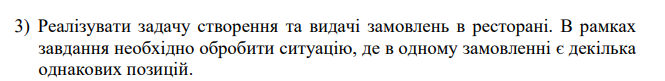 3) Реалізувати задачу створення та видачі замовлень в ресторані. В рамках
завдання необхідно обробити ситуацію, де в одному замовленні є декілька
однакових позицій.